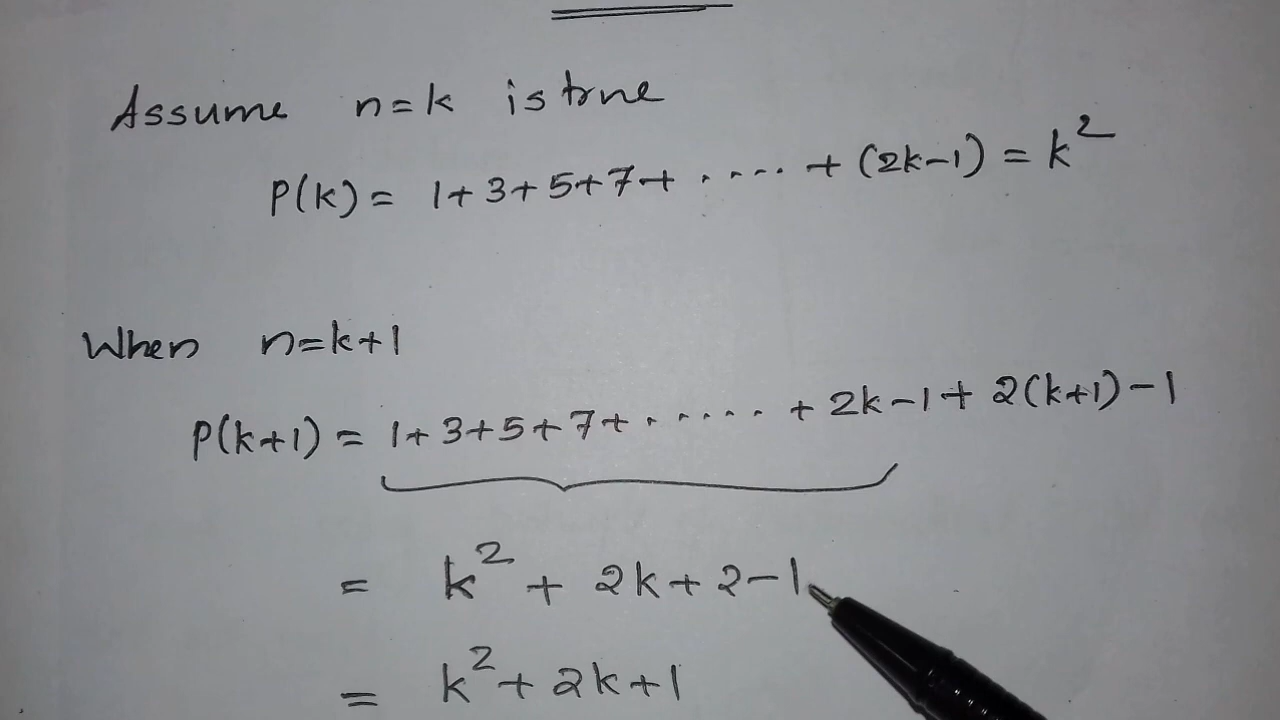 Assume n=k is true
P(k) = 1+3+5+7+ ..... + (2k-1) = k²
When n=k+1
P(k+1) = 1+3+5+7+ ...... + 2k-1 + 2(k+1)-1
= k² + 2k+2-1
= k² + 2k+1